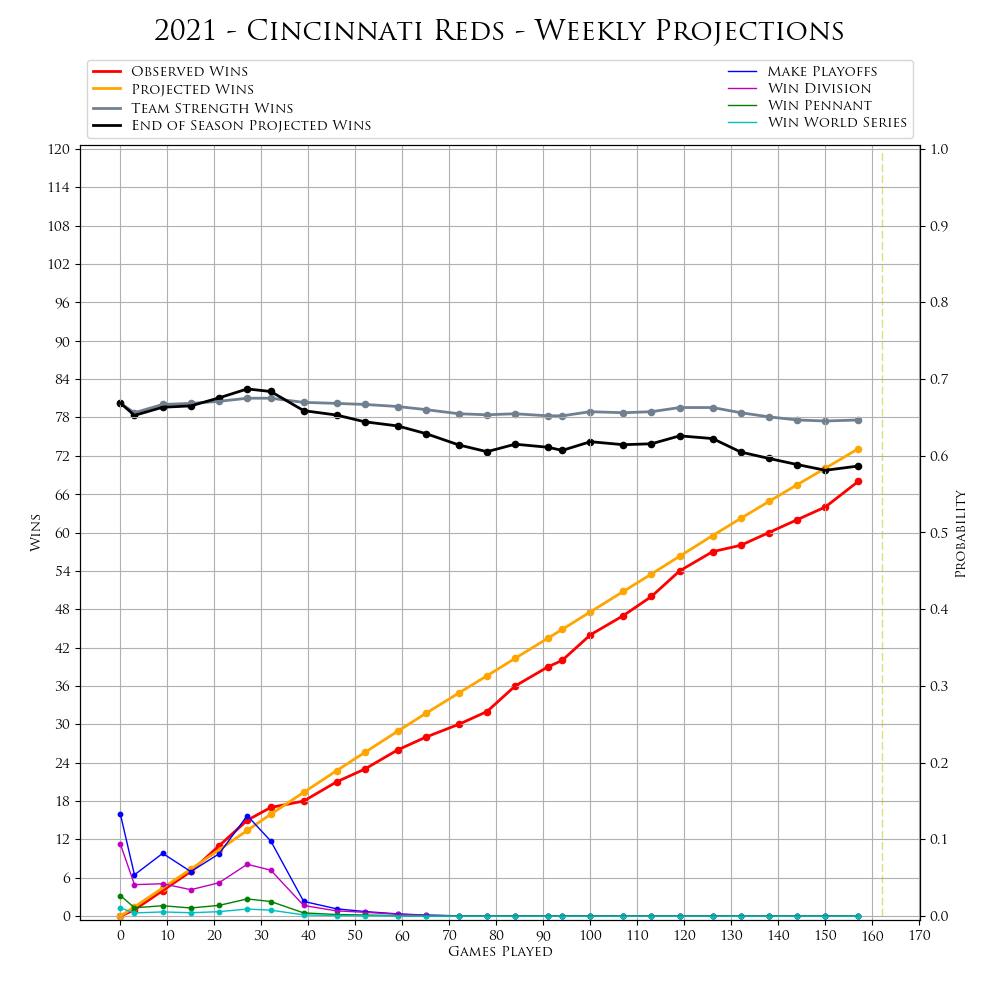 2021 - Cincinnati Reds - Weekly Projections
Observed Wins
Projected Wins
Team Strength Wins
End of Season Projected Wins
Make Playoffs
Win Division
Win Pennant
Win World Series
120
114
108
102
96
90
84
78
72
66
60
54
48
42
36
30
24
18
12
6
0
Wins
1.0
0.9
0.8
0.7
0.6
0.5
0.4
0.3
0.2
0.1
0.0
Probability
0 10 20 30 40 50 60 70 80 90 100 110 120 130 140 150 160 170
Games Played